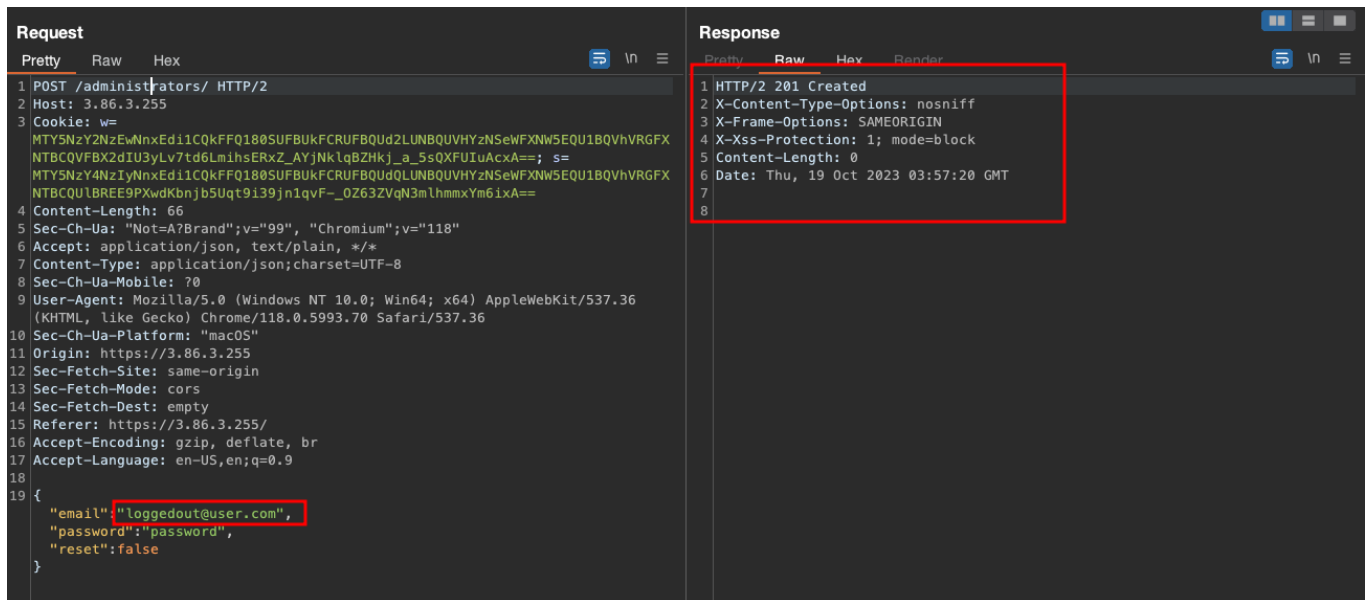 Request
Pretty Raw Hex
\n
1 POST /administrators/ HTTP/2
2 Host: 3.86.3.255
3 Cookie: w=
MTY5NzY2NzEwNnxEdi1CQkFFQ180SUFBUkFCRUFBQUd2LUNBQUVHYzNSeWFXNW5EQU1BQVhVRGFX
NTBCQVFBX2dIU3yLv7td6LmihsERxZ_AYjNklqBZHkj_a_5sQXFUIuAcxA==; s=
MTY5NzY4NzIyNnxEdi1CQkFFQ180SUFBUkFCRUFBQUdQLUNBQUVHYzNSeWFXNW5EQU1BQVhVRGFX
NTBCQUlBREE9PXwdKbnjb5Uqt9i39jn1qvF-_OZ63ZVqN3mlhmmxYm6ixA==
4 Content-Length: 66
5 Sec-Ch-Ua: "Not=A?Brand";v="99", "Chromium";v="118"
6 Accept: application/json, text/plain, */*
7 Content-Type: application/json;charset=UTF-8
8 Sec-Ch-Ua-Mobile: ?0
9 User-Agent: Mozilla/5.0 (Windows NT 10.0; Win64; x64) AppleWebKit/537.36
(KHTML, like Gecko) Chrome/118.0.5993.70 Safari/537.36
10 Sec-Ch-Ua-Platform: "macOS"
11 Origin: https://3.86.3.255
12 Sec-Fetch-Site: same-origin
13 Sec-Fetch-Mode: cors
14 Sec-Fetch-Dest: empty
15 Referer: https://3.86.3.255/
16 Accept-Encoding: gzip, deflate, br
17 Accept-Language: en-US,en;q=0.9
18
19 {
"email":"loggedout@user.com",
"password":"password",
"reset":false
}
Response
Pretty Raw Hex Render
\n
1 HTTP/2 201 Created
2 X-Content-Type-Options: nosniff
3 X-Frame-Options: SAMEORIGIN
4 X-Xss-Protection: 1; mode=block
5 Content-Length: 0
6 Date: Thu, 19 Oct 2023 03:57:20 GMT
7
8